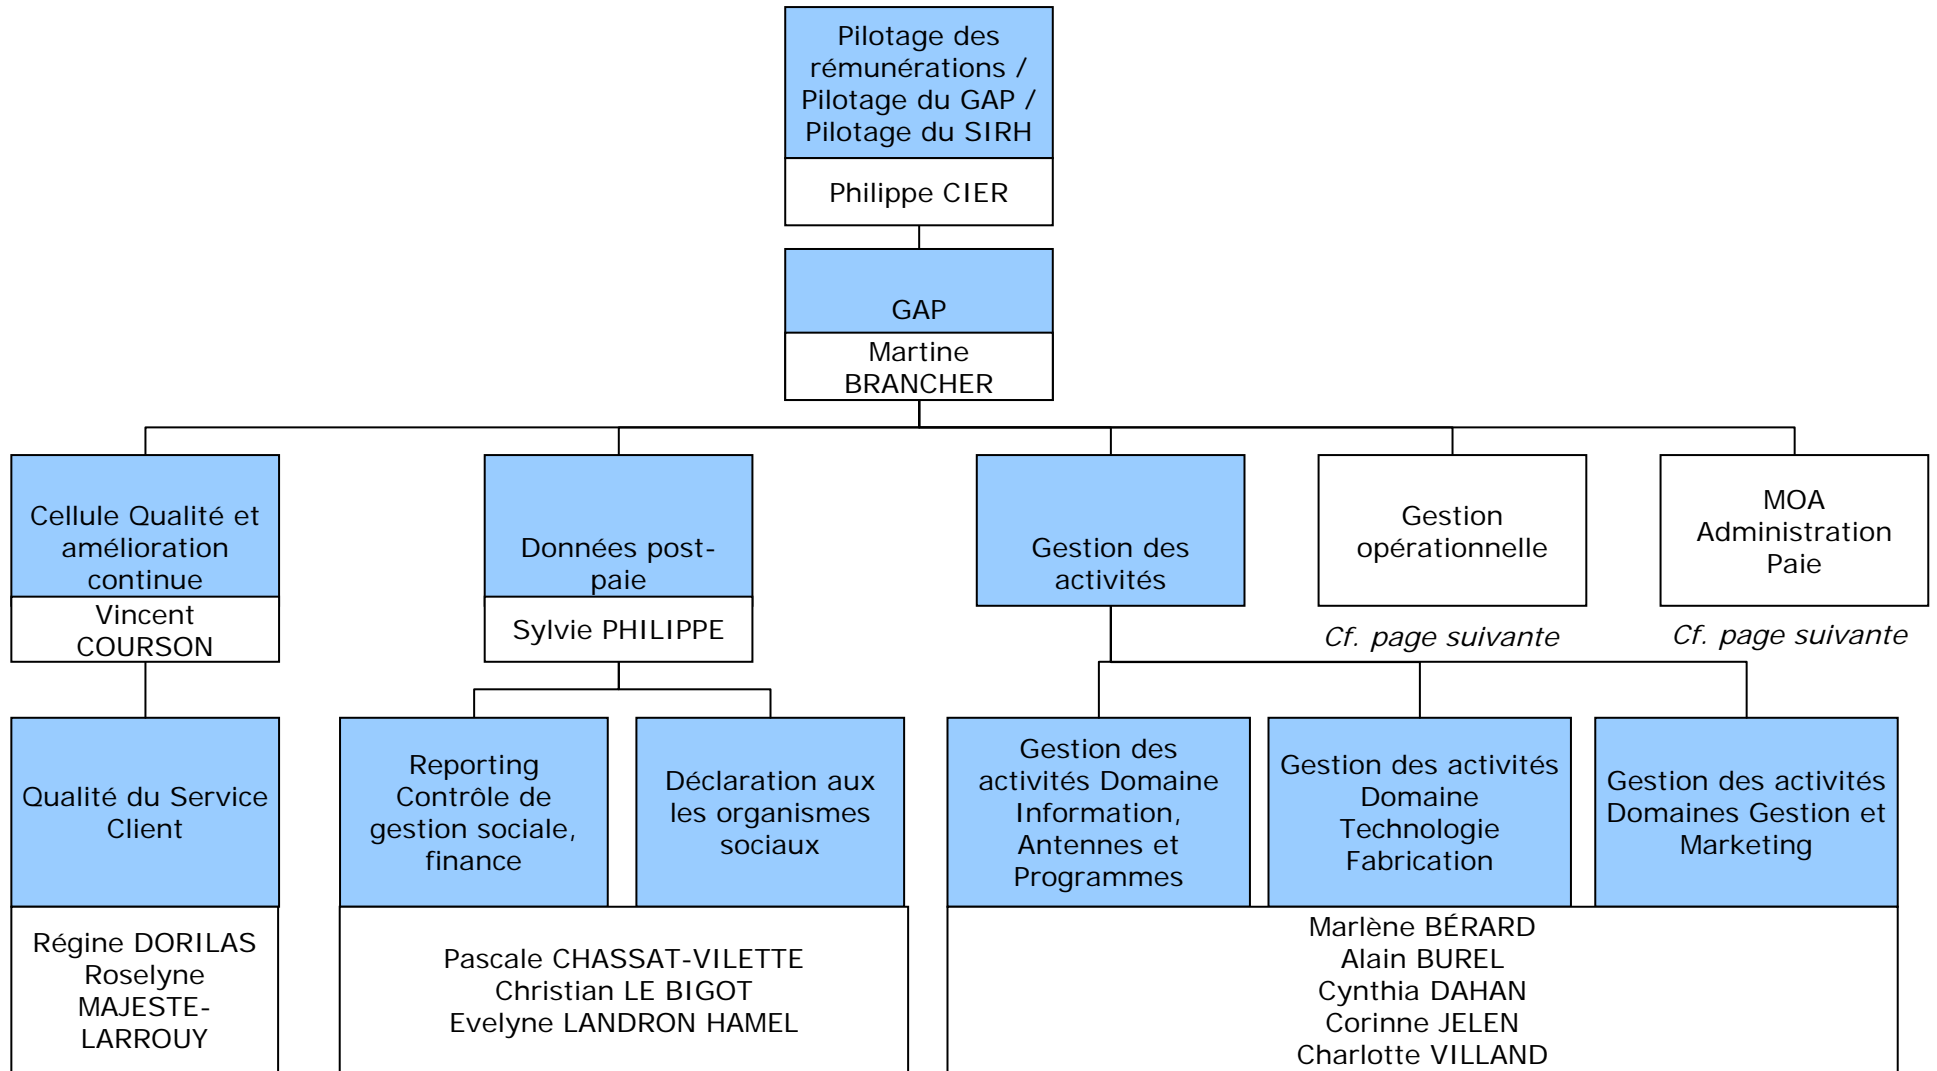 Pilotage des
rémunérations /
Pilotage du GAP /
Pilotage du SIRH
Philippe CIER
GAP
Martine
BRANCHER
Cellule Qualité et
amélioration
continue
Vincent
COURSON
Données post-
paie
Sylvie PHILIPPE
Gestion des
activités
Gestion
opérationnelle
Cf. page suivante
MOA
Administration
Paie
Cf. page suivante
Qualité du Service
Client
Régine DORILAS
Roselyne
MAJESTE-
LARROUY
Reporting
Contrôle de
gestion sociale,
finance
Déclaration aux
les organismes
sociaux
Pascale CHASSAT-VILETTE
Christian LE BIGOT
Evelyne LANDRON HAMEL
Gestion des
activités Domaine
Information,
Antennes et
Programmes
Gestion des activités
Domaine
Technologie
Fabrication
Gestion des activités
Domaines Gestion et
Marketing
Marlène BÉRARD
Alain BUREL
Cynthia DAHAN
Corinne JELEN
Charlotte VILLAND